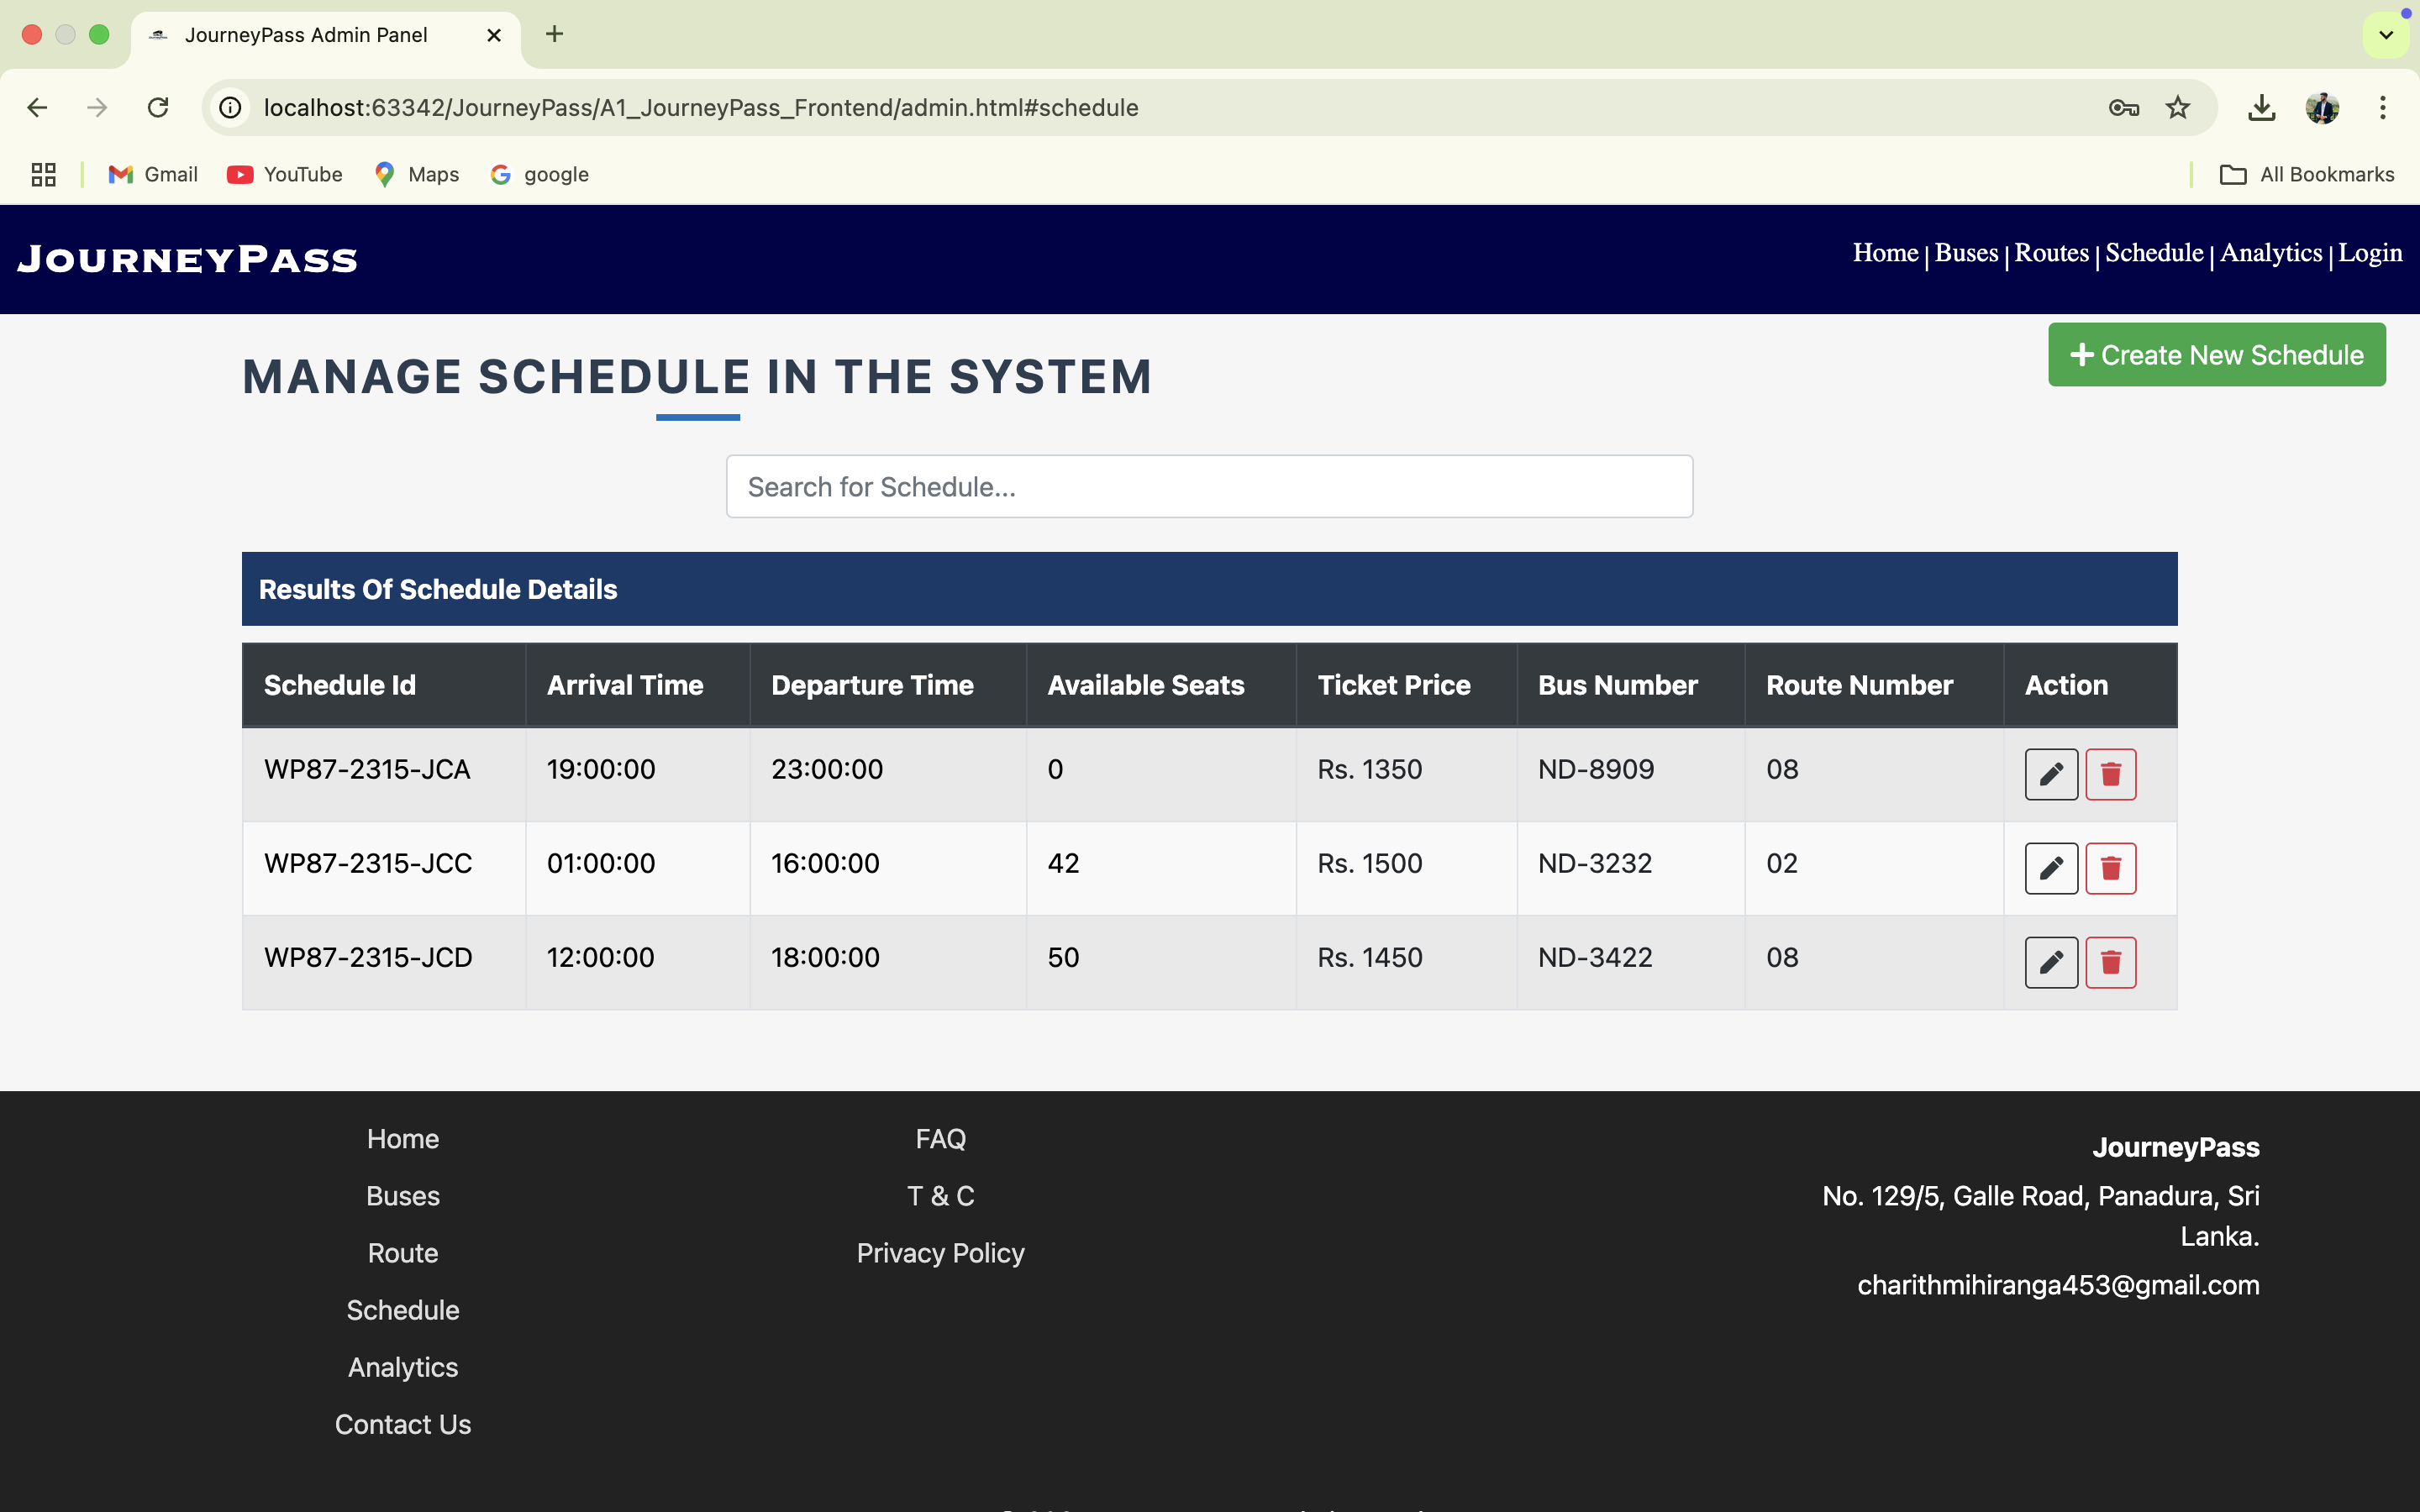 JourneyPass Admin Panel
localhost:63342/JourneyPass/A1_JourneyPass_Frontend/admin.html#schedule
Gmail YouTube Maps google All Bookmarks
JourneyPass
Home | Buses | Routes | Schedule | Analytics | Login
MANAGE SCHEDULE IN THE SYSTEM
Create New Schedule
Search for Schedule...
Results Of Schedule Details
Schedule Id Arrival Time Departure Time Available Seats Ticket Price Bus Number Route Number Action
WP87-2315-JCA 19:00:00 23:00:00 0 Rs. 1350 ND-8909 08
WP87-2315-JCC 01:00:00 16:00:00 42 Rs. 1500 ND-3232 02
WP87-2315-JCD 12:00:00 18:00:00 50 Rs. 1450 ND-3422 08
Home
Buses
Route
Schedule
Analytics
Contact Us
FAQ
T & C
Privacy Policy
JourneyPass
No. 129/5, Galle Road, Panadura, Sri
Lanka.
charithmihiranga453@gmail.com